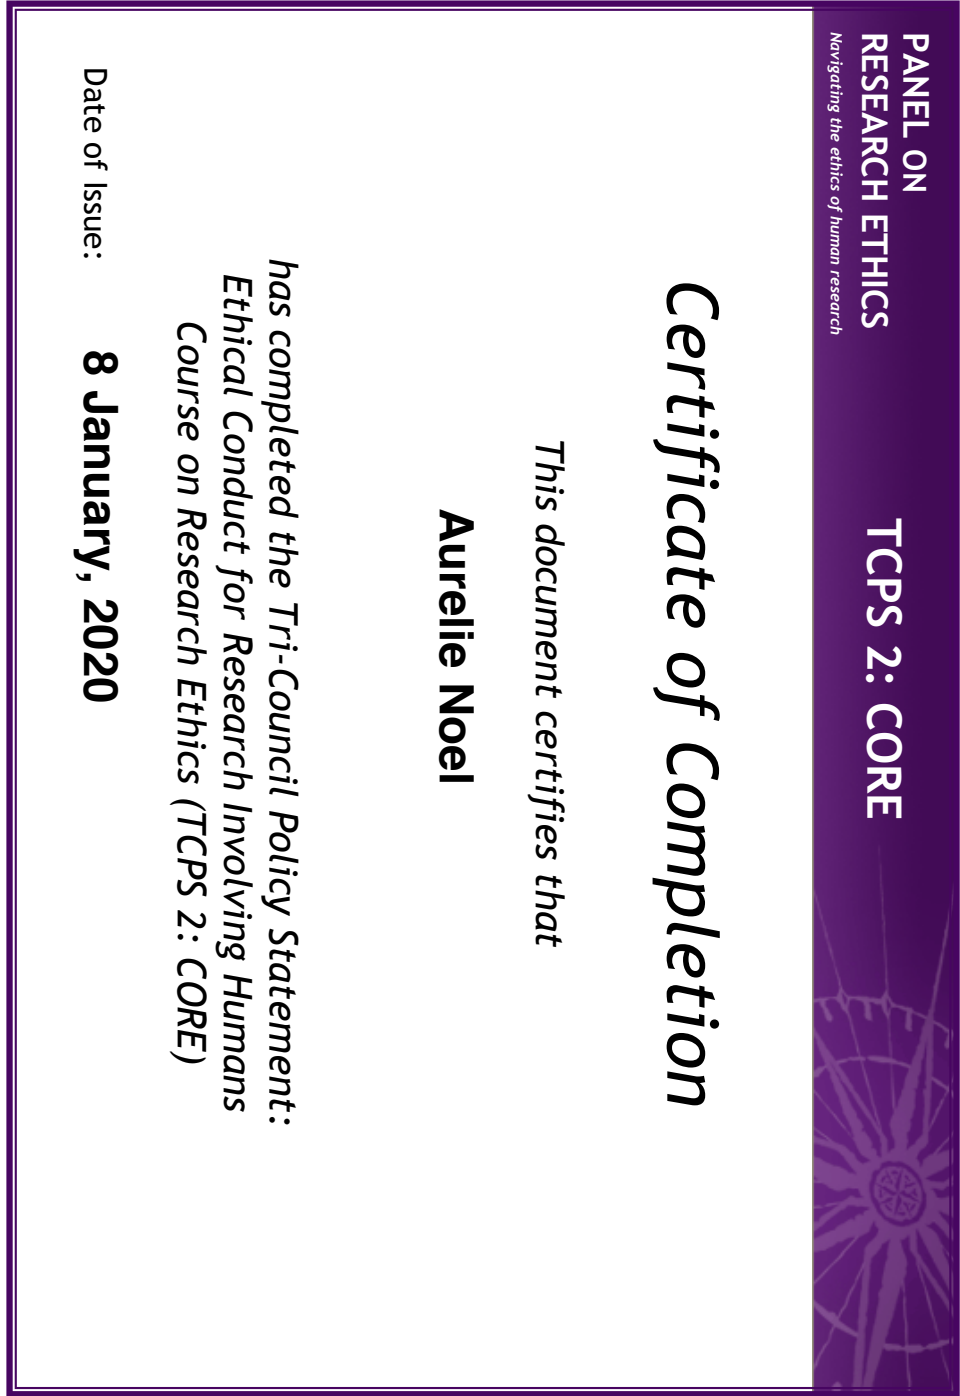 PANEL ON
RESEARCH ETHICS
Navigating the ethics of human research
TCPS 2: CORE
Certificate of Completion
This document certifies that
Aurelie Noel
has completed the Tri-Council Policy Statement:
Ethical Conduct for Research Involving Humans
Course on Research Ethics (TCPS 2: CORE)
Date of Issue: 8 January, 2020